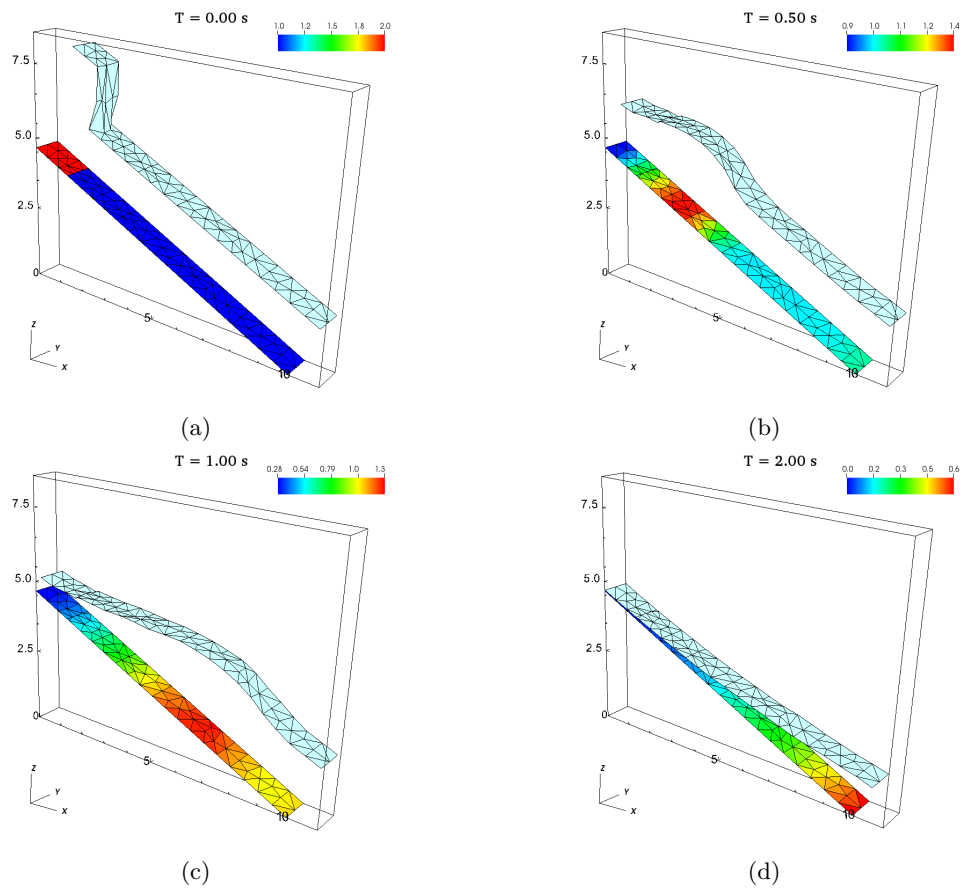 T = 0.00 s
1.0 1.2 1.5 1.8 2.0
7.5
5.0
2.5
0
5
10
Z
Y
X
(a)
T = 0.50 s
0.9 1.0 1.1 1.2 1.4
7.5
5.0
2.5
0
5
10
Z
Y
X
(b)
T = 1.00 s
0.28 0.54 0.79 1.0 1.3
7.5
5.0
2.5
0
5
10
Z
Y
X
(c)
T = 2.00 s
0.0 0.2 0.3 0.5 0.6
7.5
5.0
2.5
0
5
10
Z
Y
X
(d)